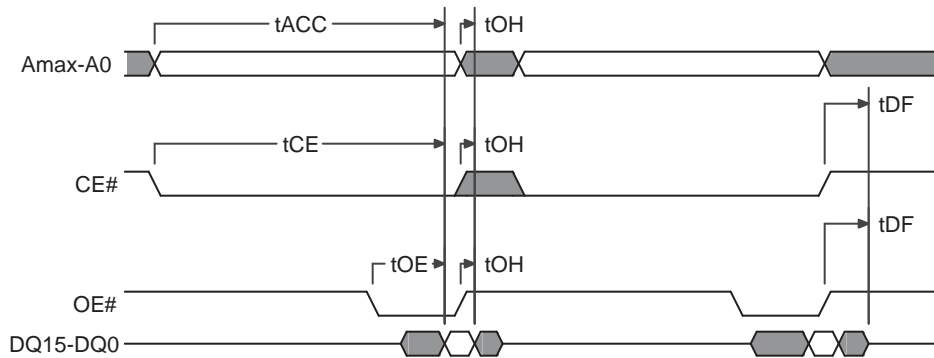 tACC
tOH
Amax-A0
tDF
tCE
tOH
CE#
tDF
tOE
tOH
OE#
DQ15-DQ0